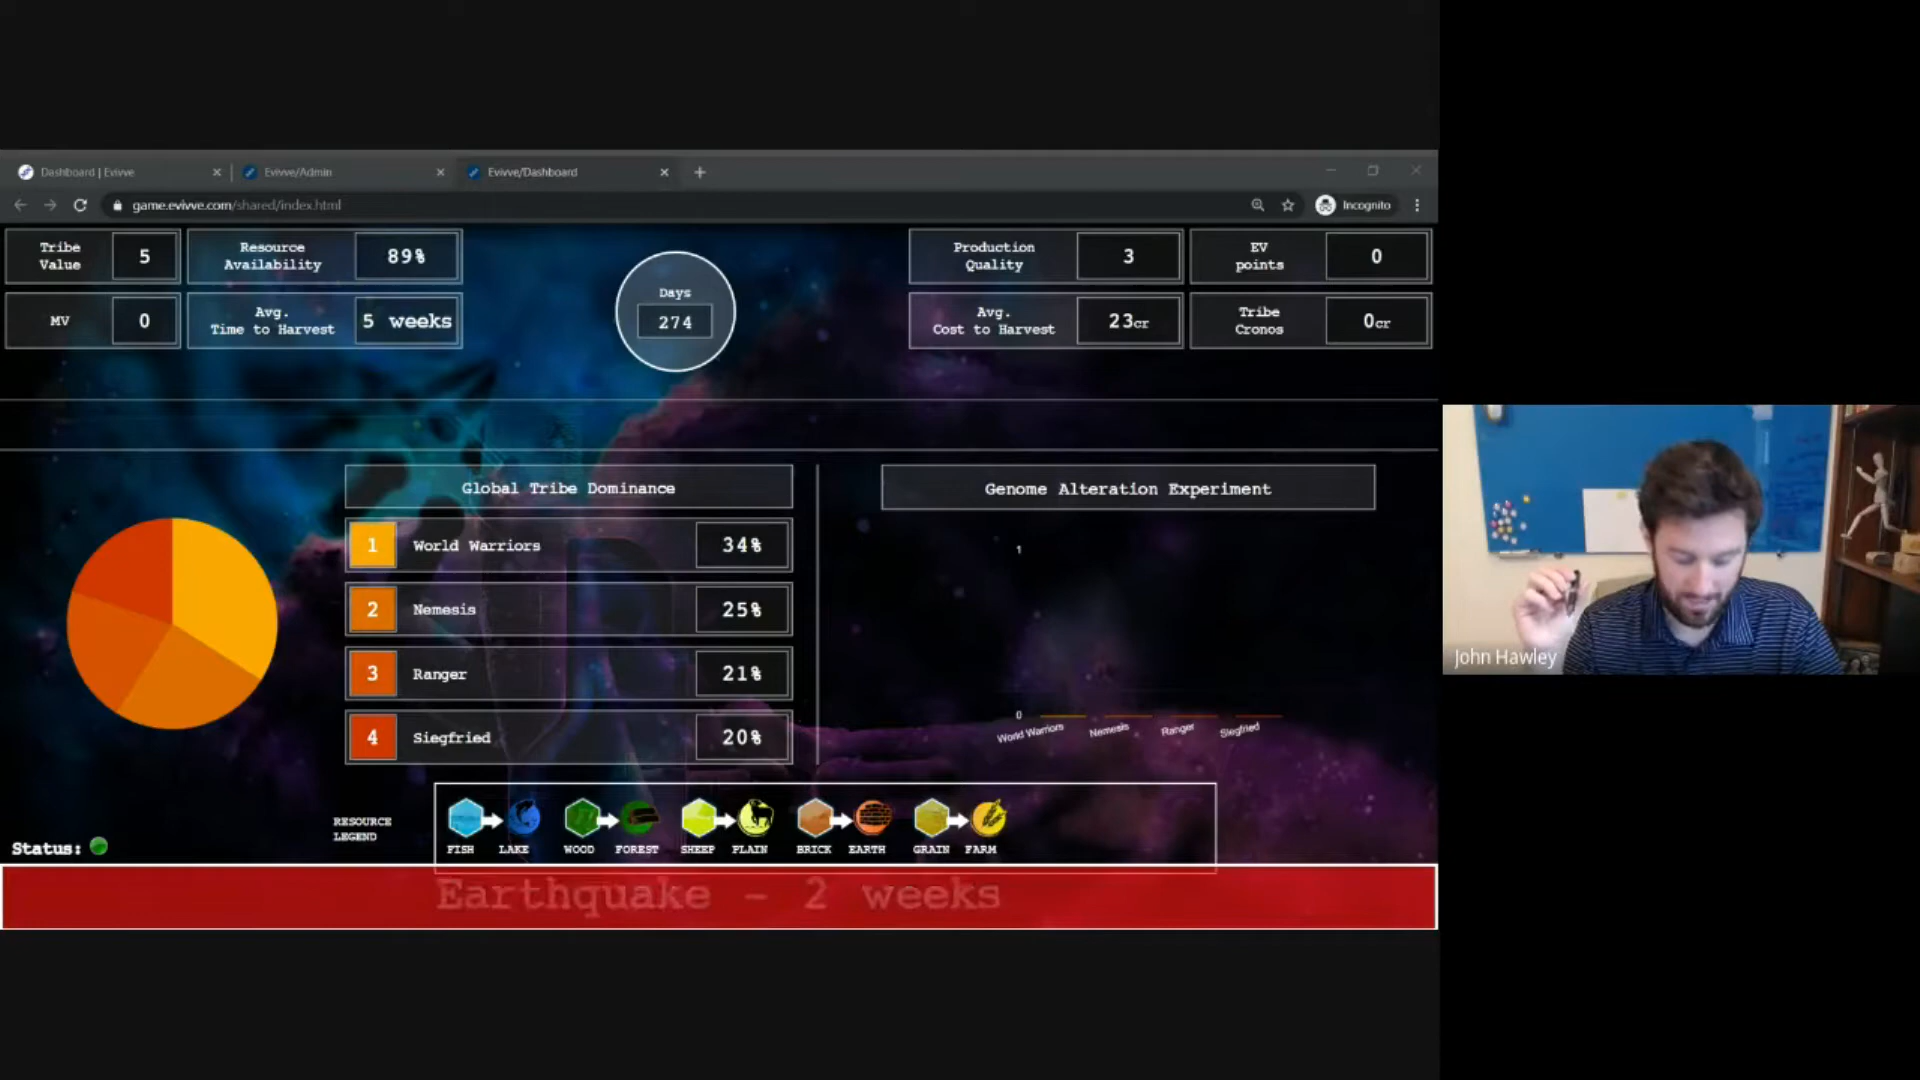 Dashboard | Evivve
Evivve/Admin
Evivve/Dashboard
game.evivve.com/shared/index.html
Incognito
Tribe
Value
5
Resource
Availability
89%
MV
0
Avg.
Time to Harvest
5 weeks
Days
274
Production
Quality
3
EV
points
0
Avg.
Cost to Harvest
23cr
Tribe
Cronos
0cr
Global Tribe Dominance
1 World Warriors 34%
2 Nemesis 25%
3 Ranger 21%
4 Siegfried 20%
Genome Alteration Experiment
1
0
World Warriors
Nemesis
Ranger
Siegfried
John Hawley
RESOURCE
LEGEND
FISH LAKE WOOD FOREST SHEEP PLAIN BRICK EARTH GRAIN FARM
Status:
Earthquake - 2 weeks